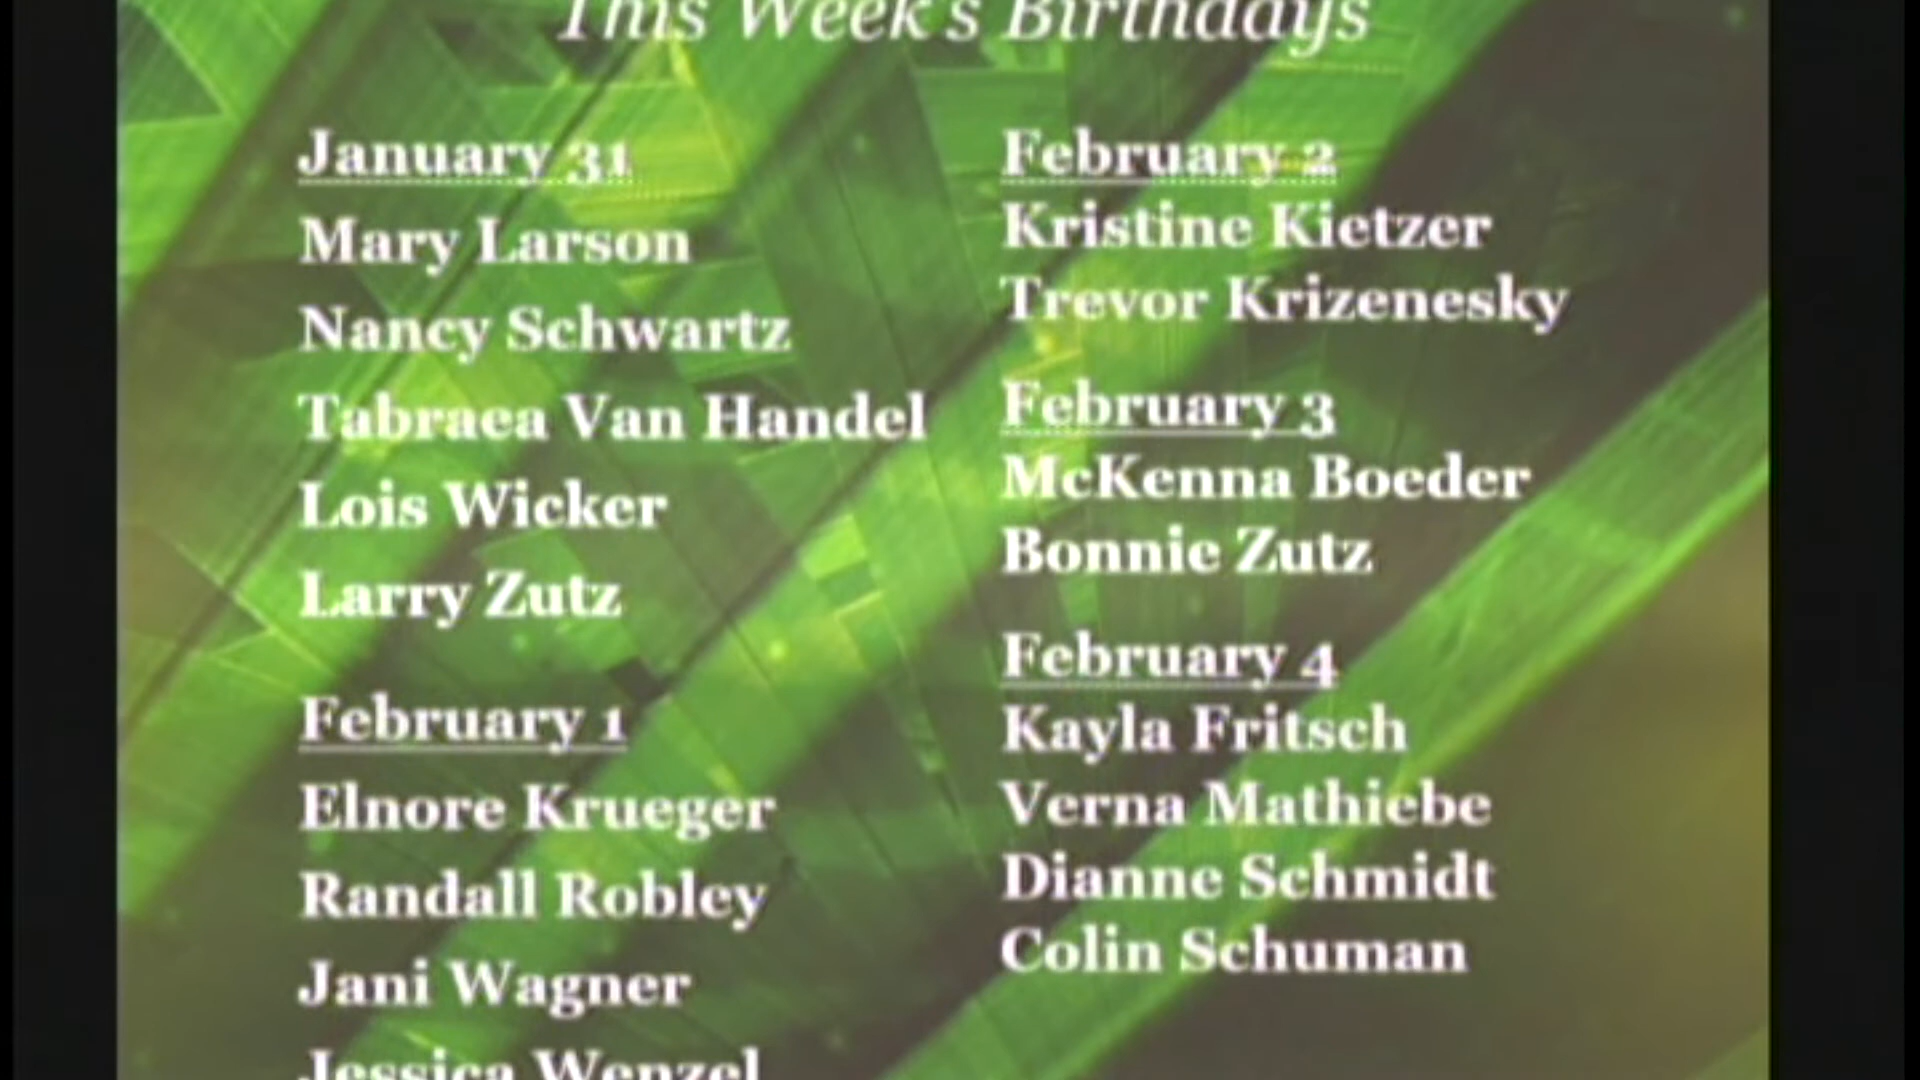 This Week's Birthdays
January 31
Mary Larson
Nancy Schwartz
Tabraea Van Handel
Lois Wicker
Larry Zutz
February 1
Elnore Krueger
Randall Robley
Jani Wagner
Jessica Wenzel
February 2
Kristine Kietzer
Trevor Krizenesky
February 3
McKenna Boeder
Bonnie Zutz
February 4
Kayla Fritsch
Verna Mathiebe
Dianne Schmidt
Colin Schuman